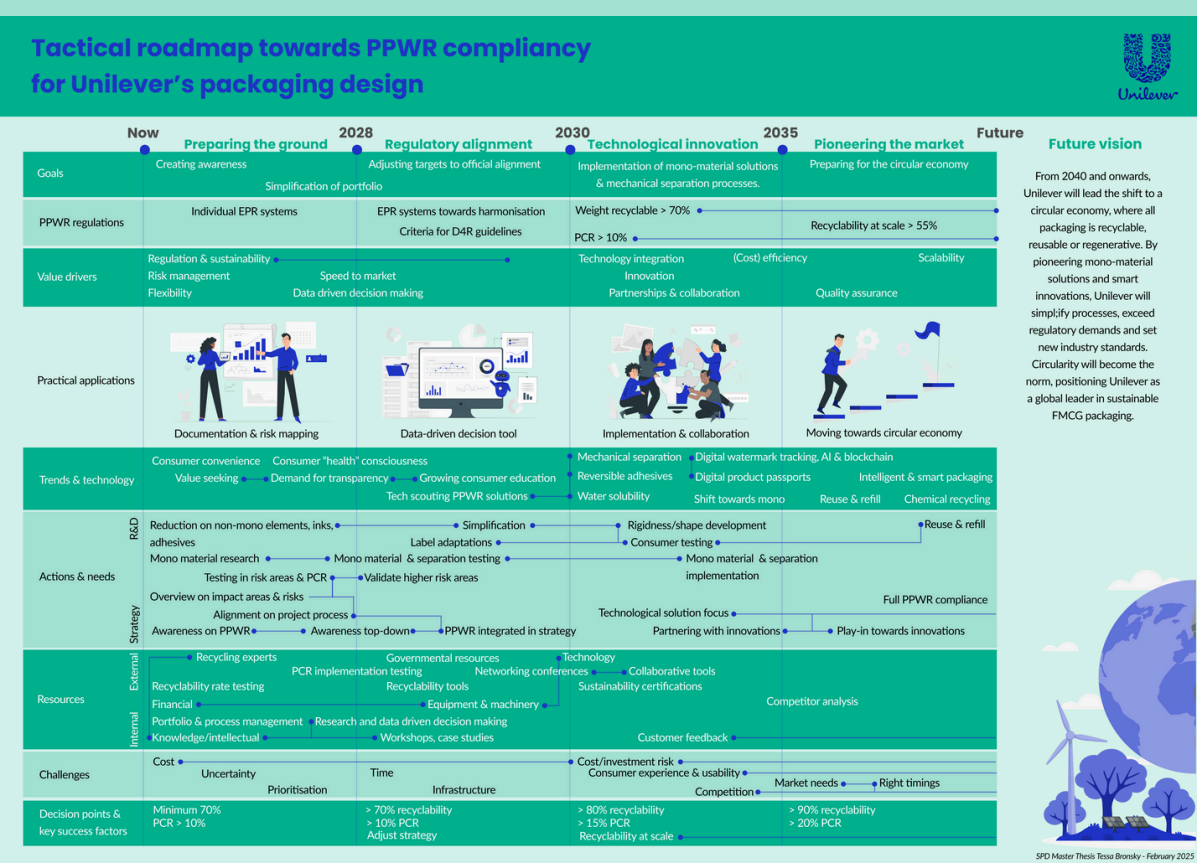 Tactical roadmap towards PPWR compliancy
for Unilever's packaging design
Unilever
Now
2028
2030
2035
Future
Preparing the ground
Regulatory alignment
Technological innovation
Pioneering the market
Future vision
Goals
Creating awareness
Simplification of portfolio
Adjusting targets to official alignment
Implementation of mono-material solutions
& mechanical separation processes.
Preparing for the circular economy
PPWR regulations
Individual EPR systems
EPR systems towards harmonisation
Criteria for D4R guidelines
Weight recyclable > 70%
PCR > 10%
Recyclability at scale > 55%
Value drivers
Regulation & sustainability
Risk management
Speed to market
Flexibility
Data driven decision making
Technology integration
(Cost) efficiency
Scalability
Innovation
Partnerships & collaboration
Quality assurance
Practical applications
Documentation & risk mapping
Data-driven decision tool
Implementation & collaboration
Moving towards circular economy
Trends & technology
Consumer convenience
Consumer "health" consciousness
Value seeking
Demand for transparency
Growing consumer education
Tech scouting PPWR solutions
Mechanical separation
Reversible adhesives
Water solubility
Digital watermark tracking, AI & blockchain
Digital product passports
Intelligent & smart packaging
Shift towards mono
Reuse & refill
Chemical recycling
Actions & needs
R&D
Strategy
Reduction on non-mono elements, inks,
adhesives
Simplification
Rigidness/shape development
Reuse & refill
Label adaptations
Consumer testing
Mono material research
Mono material & separation testing
Mono material & separation
implementation
Testing in risk areas & PCR
Validate higher risk areas
Overview on impact areas & risks
Full PPWR compliance
Alignment on project process
Technological solution focus
Awareness on PPWR
Awareness top-down
PPWR integrated in strategy
Partnering with innovations
Play-in towards innovations
Resources
External
Internal
Recycling experts
Governmental resources
Technology
PCR implementation testing
Networking conferences
Collaborative tools
Recyclability rate testing
Recyclability tools
Sustainability certifications
Financial
Equipment & machinery
Competitor analysis
Portfolio & process management
Research and data driven decision making
Knowledge/intellectual
Workshops, case studies
Customer feedback
Challenges
Cost
Cost/investment risk
Uncertainty
Time
Consumer experience & usability
Prioritisation
Infrastructure
Market needs
Right timings
Competition
Decision points &
key success factors
Minimum 70%
PCR > 10%
> 70% recyclability
> 10% PCR
Adjust strategy
> 80% recyclability
> 15% PCR
Recyclability at scale
> 90% recyclability
> 20% PCR
From 2040 and onwards,
Unilever will lead the shift to a
circular economy, where all
packaging is recyclable,
reusable or regenerative. By
pioneering mono-material
solutions and smart
innovations, Unilever will
simpl;ify processes, exceed
regulatory demands and set
new industry standards.
Circularity will become the
norm, positioning Unilever as
a global leader in sustainable
FMCG packaging.
SPD Master Thesis Tessa Bronsky - February 2025